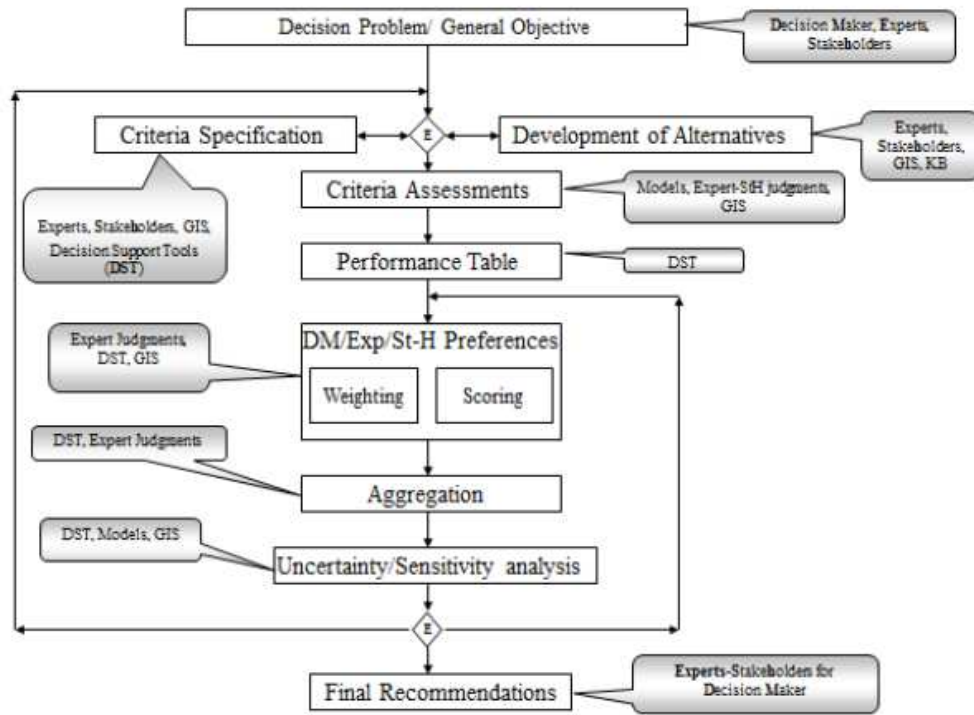 Decision Problem/ General Objective
Decision Maker, Experts,
Stakeholders
E
Criteria Specification
Development of Alternatives
Experts,
Stakeholders,
GIS, KB
Criteria Assessments
Models, Expert-StH judgments,
GIS
Experts, Stakeholders, GIS,
Decision Support Tools
(DST)
Performance Table
DST
DM/Exp/St-H Preferences
Expert Judgments,
DST, GIS
Weighting
Scoring
DST, Expert Judgments
Aggregation
DST, Models, GIS
Uncertainty/Sensitivity analysis
E
Final Recommendations
Experts-Stakeholders for
Decision Maker